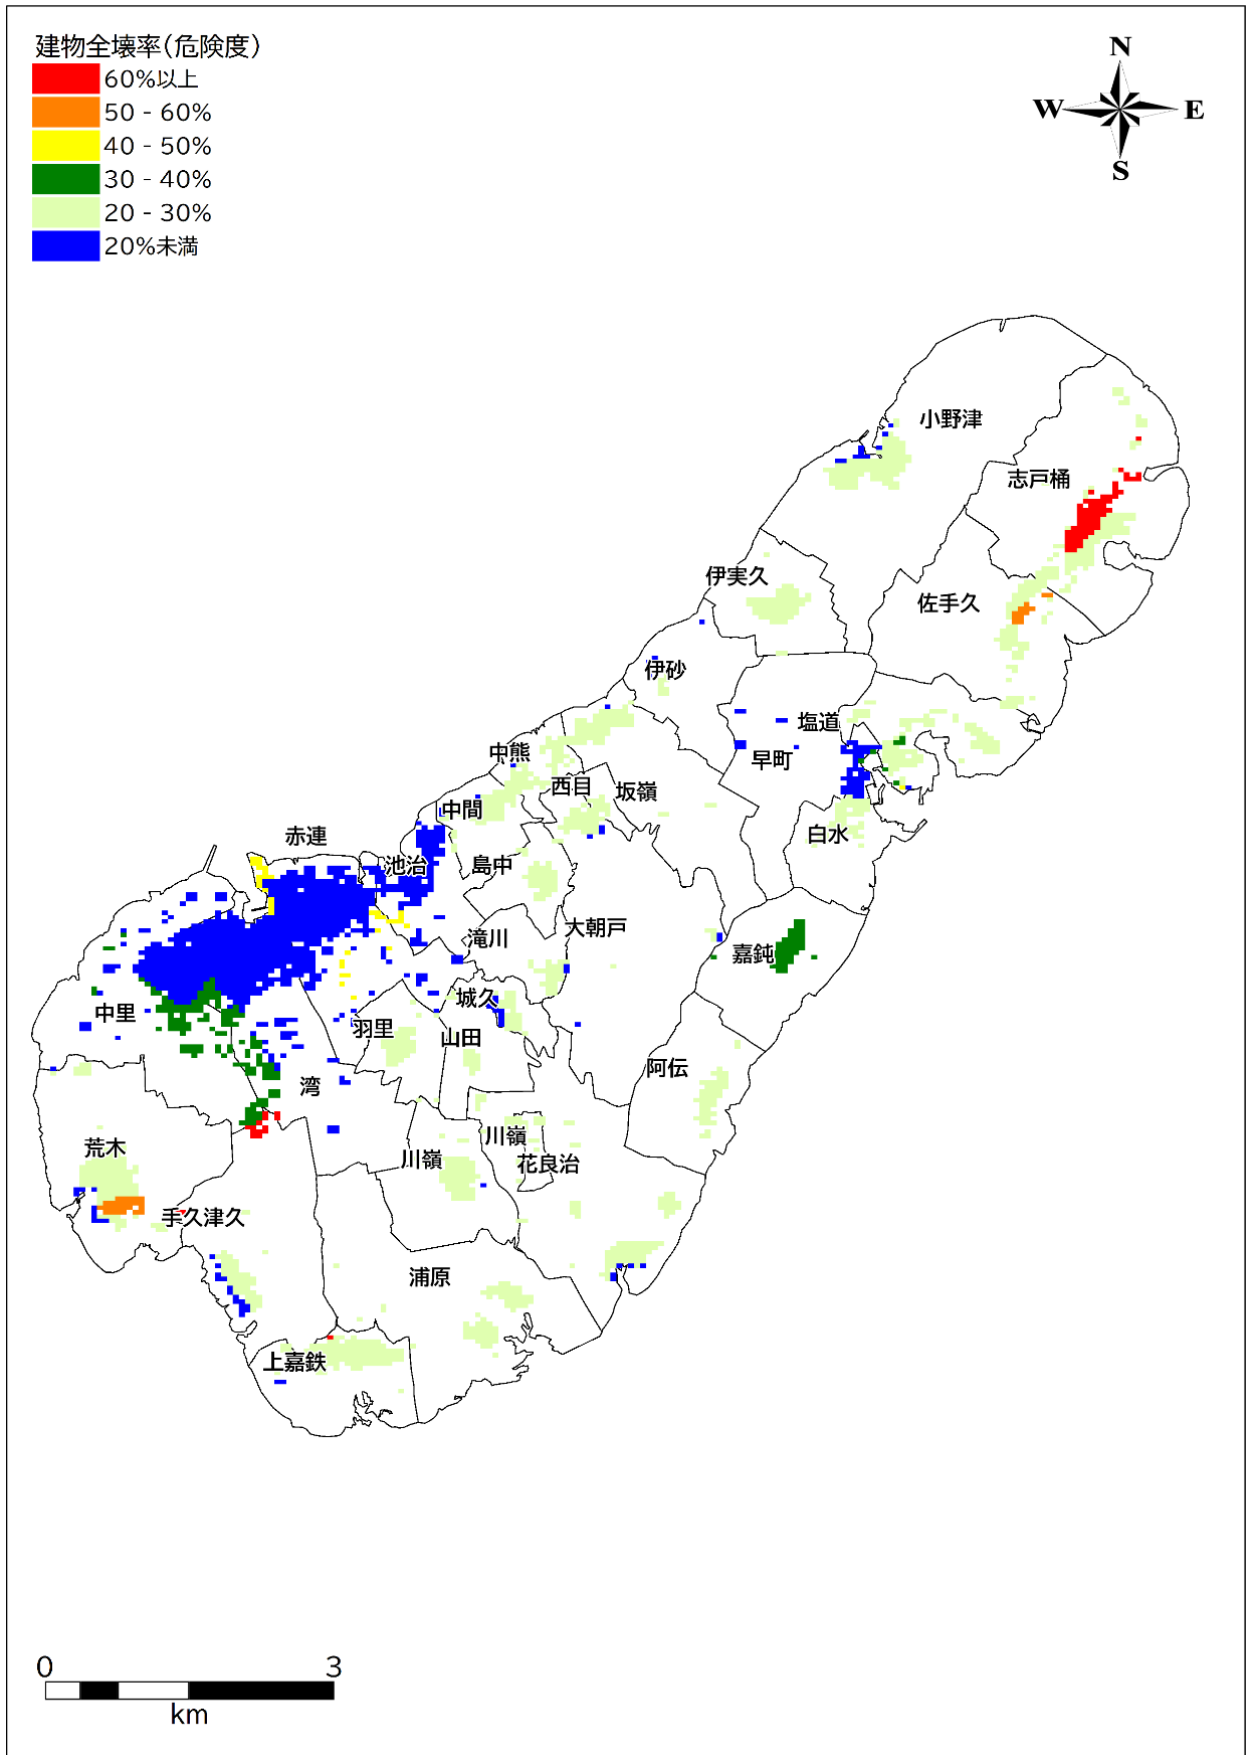 建物全壊率(危険度)
60%以上
50 - 60%
40 - 50%
30 - 40%
20 - 30%
20%未満
N
W E
S
小野津
志戸桶
伊実久
佐手久
伊砂
塩道
中熊
早町
西目
坂嶺
中間
白水
赤連
池治
島中
大朝戸
滝川
嘉鈍
城久
中里
羽里
山田
阿伝
湾
川嶺
荒木
川嶺
花良治
手久津久
浦原
上嘉鉄
0 3
km